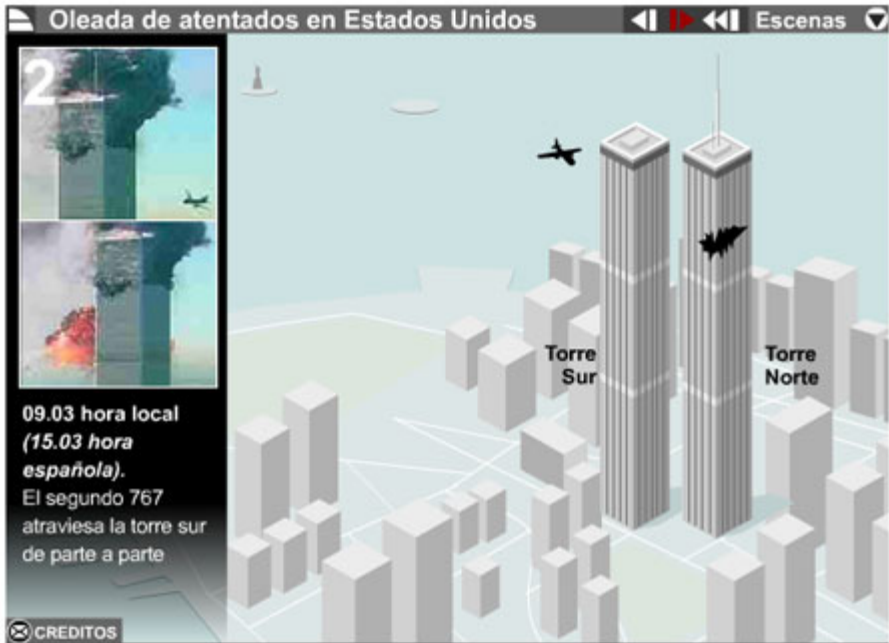 Oleada de atentados en Estados Unidos
Escenas
2
09.03 hora local
(15.03 hora
española).
El segundo 767
atraviesa la torre sur
de parte a parte
Torre
Sur
Torre
Norte
CREDITOS